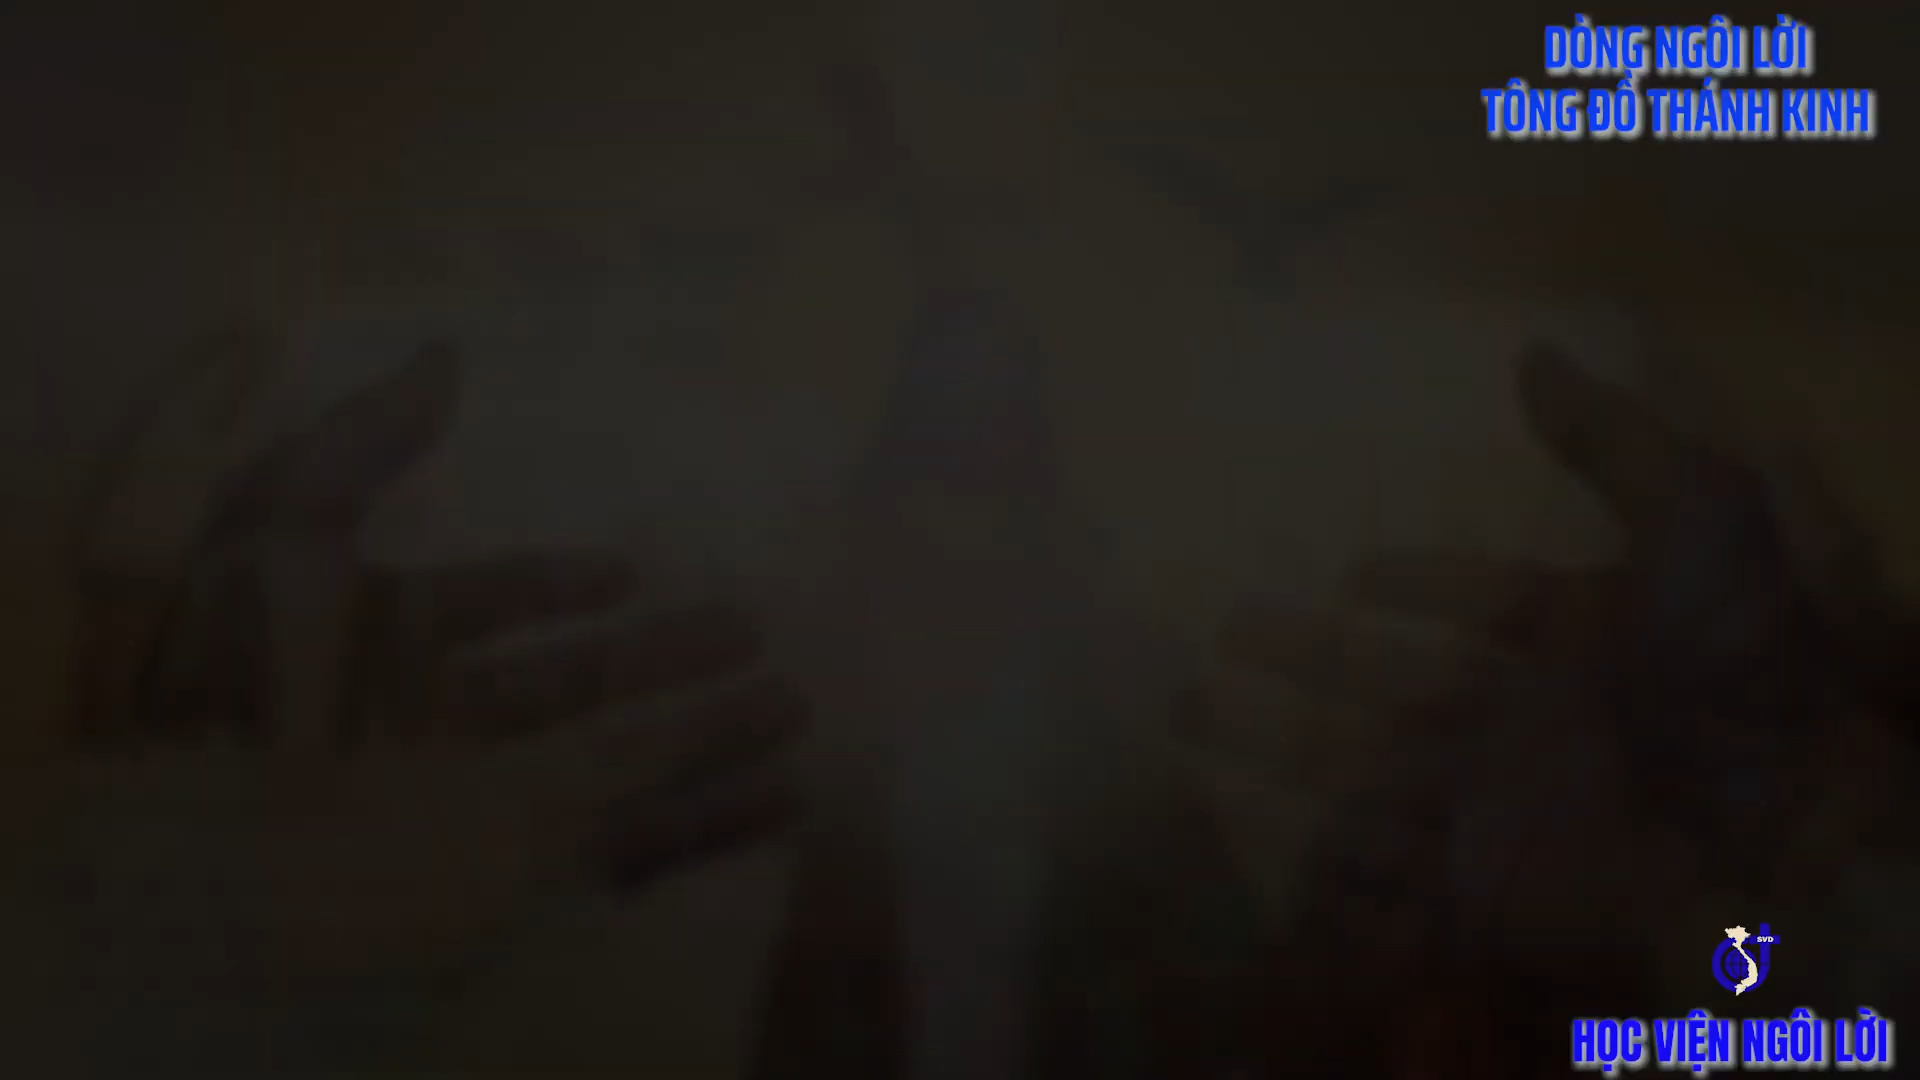 DÒNG NGÔI LỜI
TÔNG ĐỒ THÁNH KINH
SVD
HỌC VIỆN NGÔI LỜI